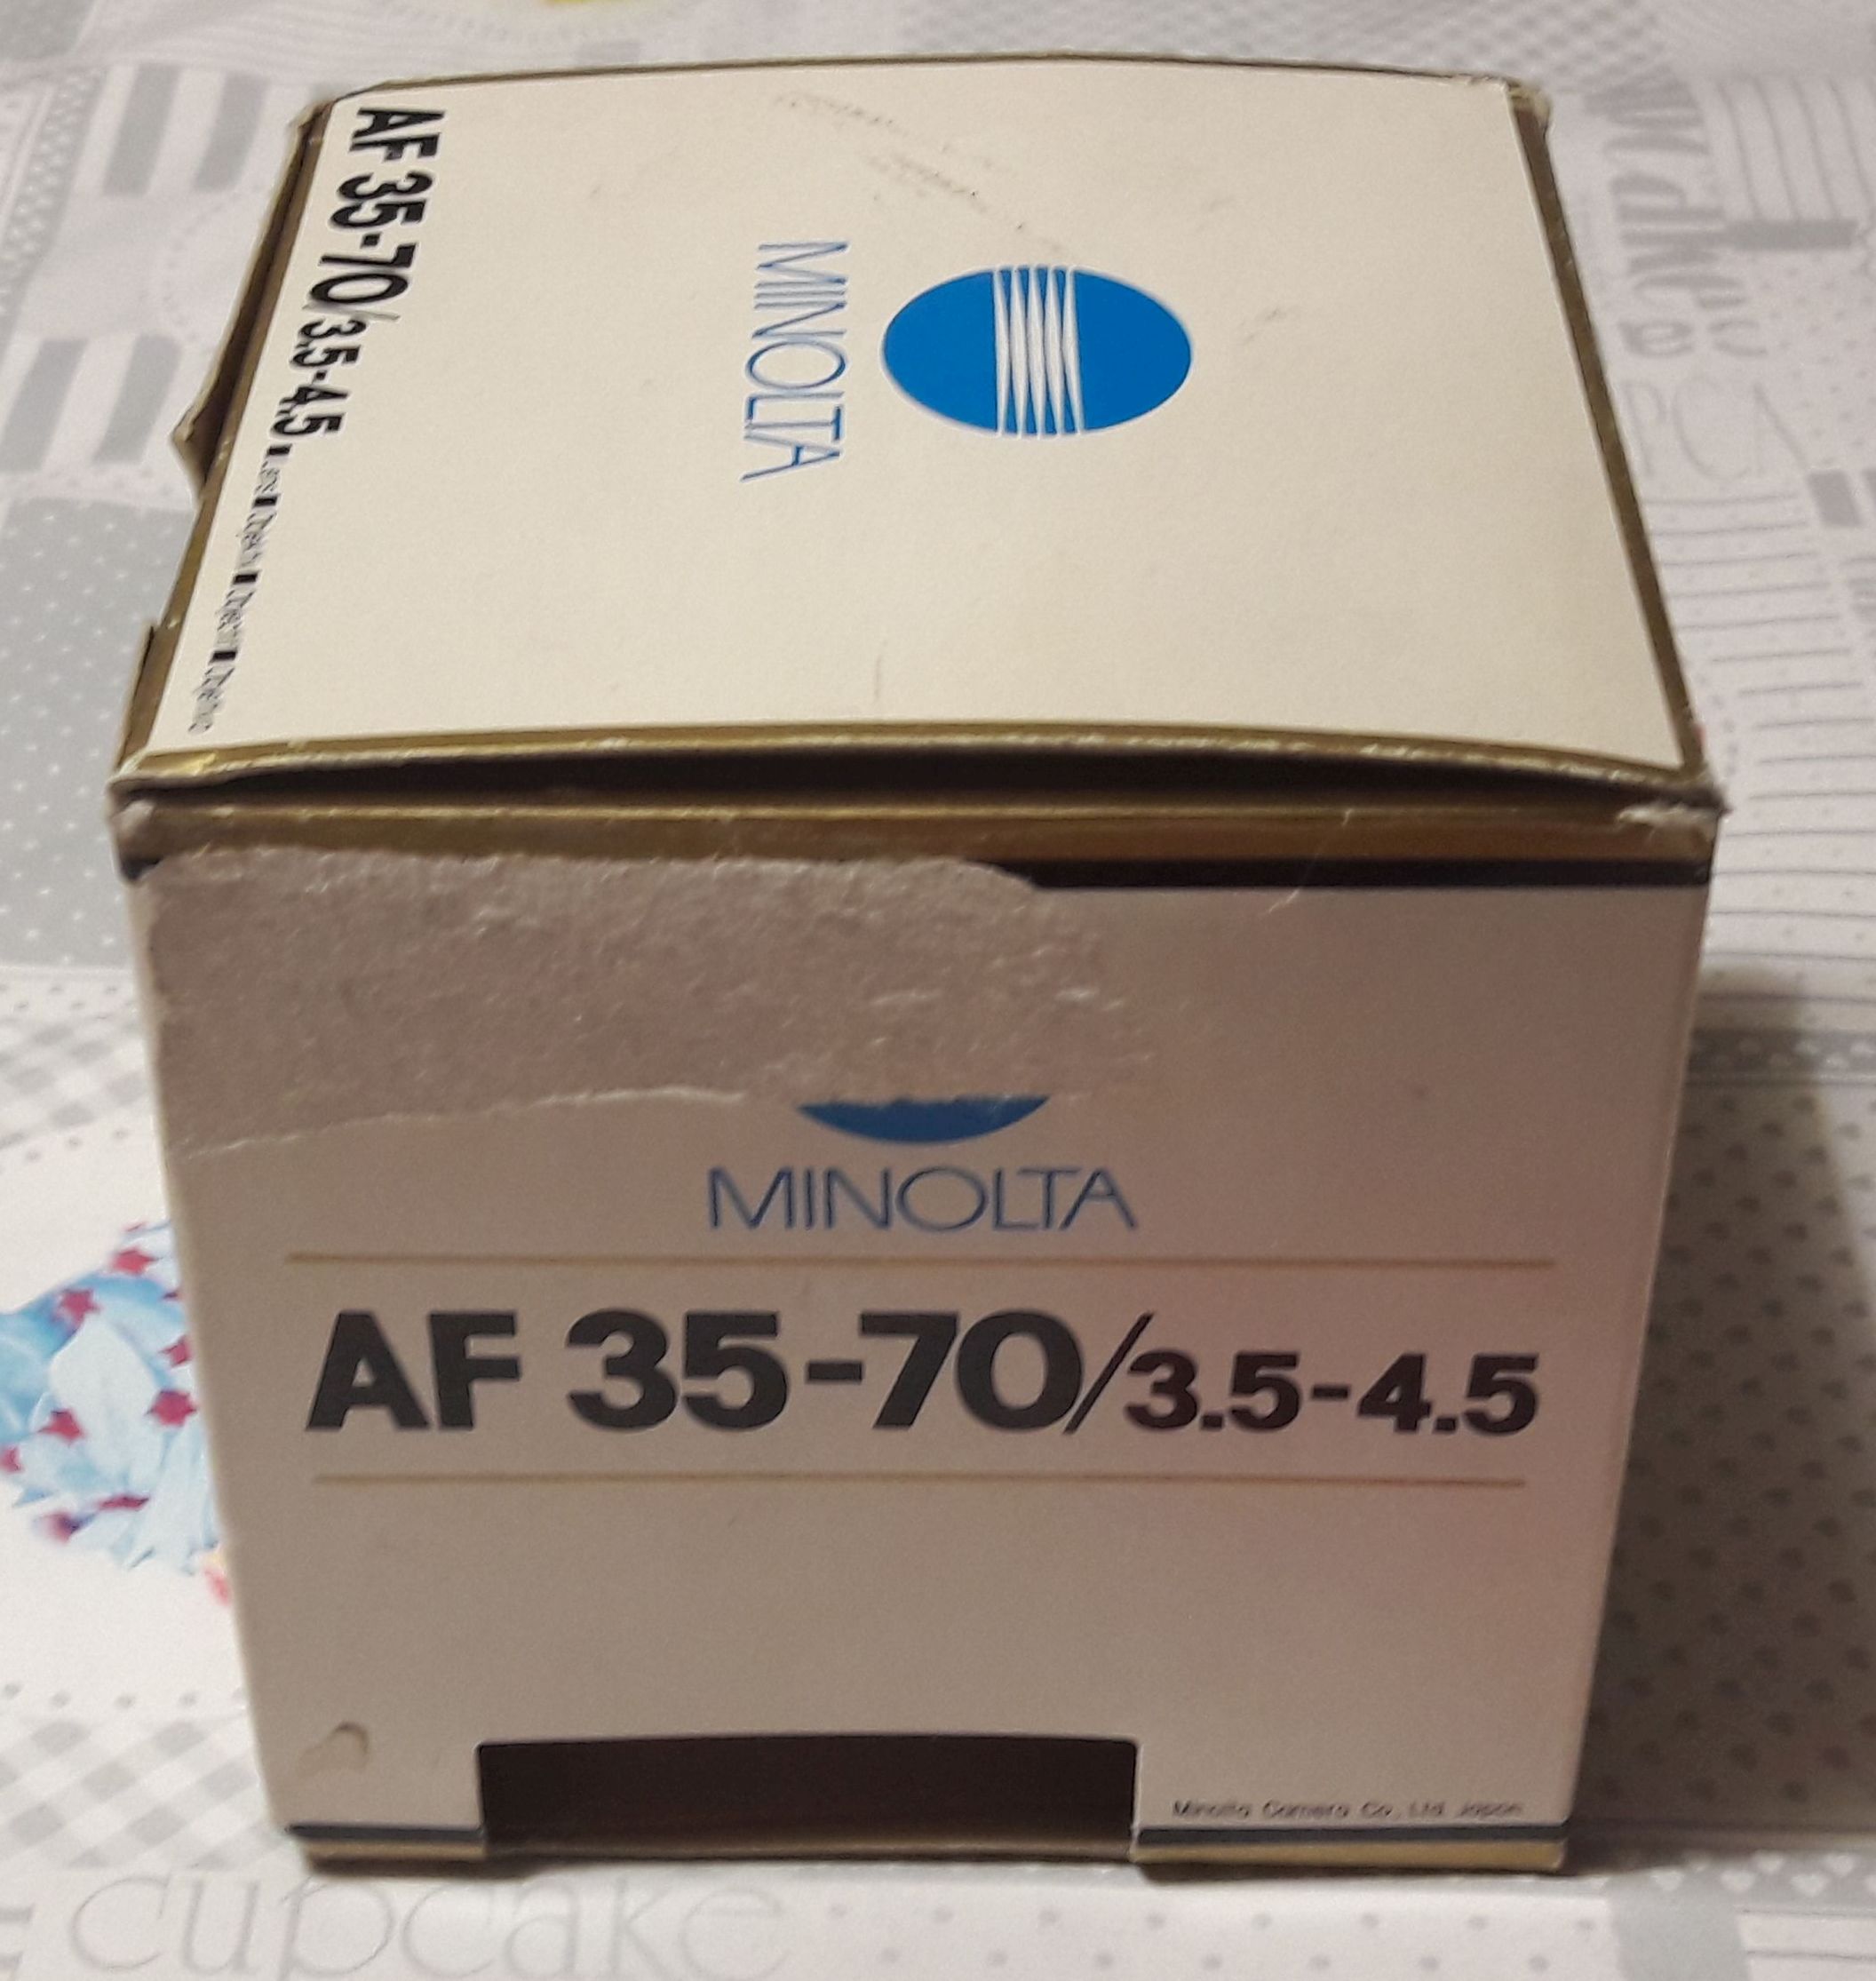 AF 35-70/3.5-4.5
MINOLTA
MINOLTA
AF 35-70/3.5-4.5
Minolta Camera Co., Ltd. Japan
cupcake